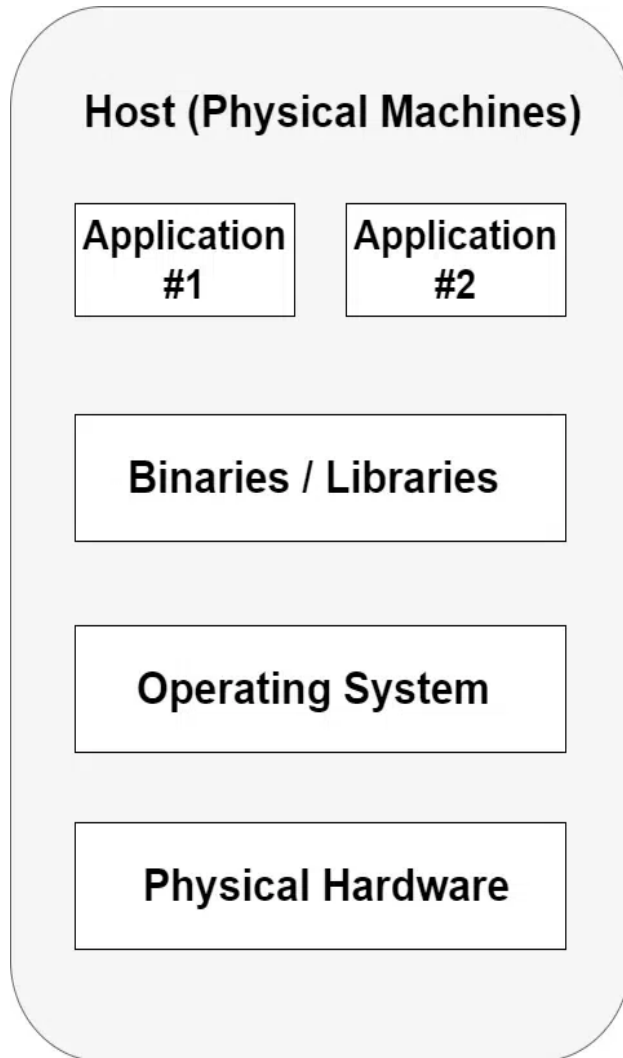 Host (Physical Machines)
Application
#1
Application
#2
Binaries / Libraries
Operating System
Physical Hardware